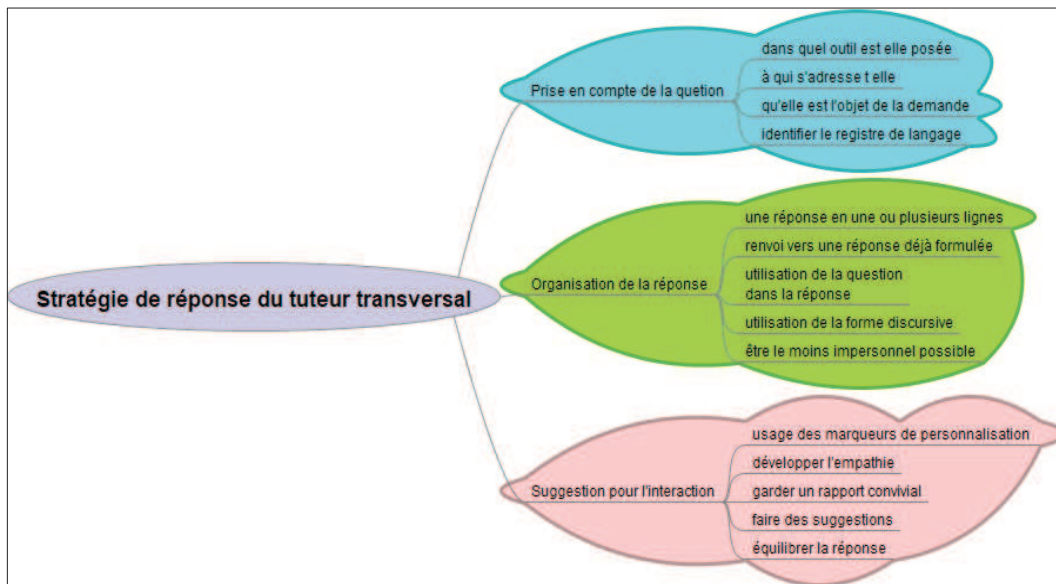 Stratégie de réponse du tuteur transversal
Prise en compte de la quetion
dans quel outil est elle posée
à qui s'adresse t elle
qu'elle est l'objet de la demande
identifier le registre de langage
Organisation de la réponse
une réponse en une ou plusieurs lignes
renvoi vers une réponse déjà formulée
utilisation de la question
dans la réponse
utilisation de la forme discursive
être le moins impersonnel possible
Suggestion pour l'interaction
usage des marqueurs de personnalisation
développer l'empathie
garder un rapport convivial
faire des suggestions
équilibrer la réponse